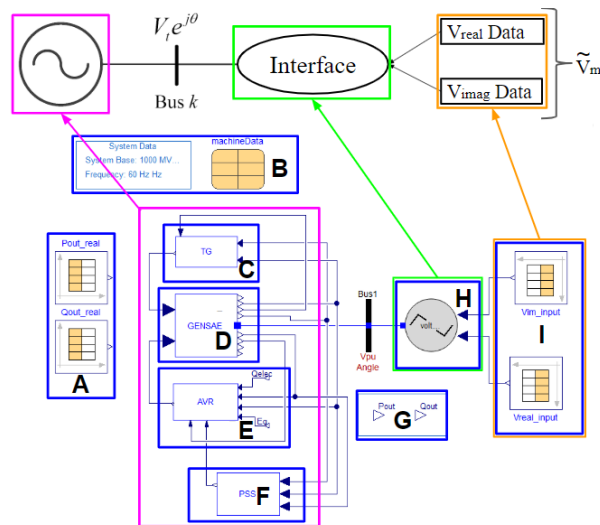 V_t e^{jθ}
Bus k
Interface
V_real Data
V_imag Data
Ṽ_m
System Data
System Base: 1000 MV...
Frequency: 60 Hz Hz
machineData
B
Pout_real
Qout_real
A
TG
C
...
GENSAE
D
AVR
Qelec
Eq
E
PSS
F
Bus1
Vpu
Angle
volt...
H
Pout
Qout
G
Vim_input
I
Vreal_input